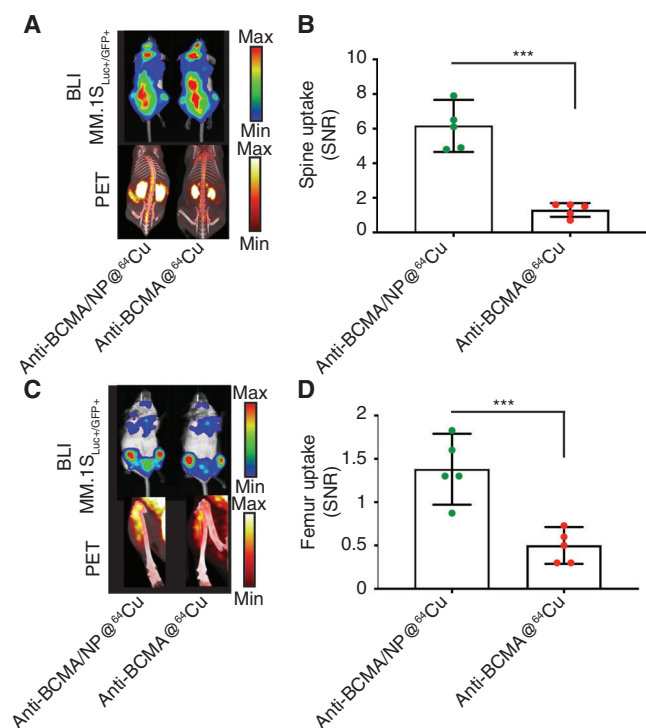 A
BLI
MM.1S Luc+/GFP+
Max
Min
PET
Max
Min
Anti-BCMA/NP@64Cu
Anti-BCMA@64Cu
B
Spine uptake
(SNR)
10
8
6
4
2
0
***
Anti-BCMA/NP@64Cu
Anti-BCMA@64Cu
C
BLI
MM.1S Luc+/GFP+
Max
Min
PET
Max
Min
Anti-BCMA/NP@64Cu
Anti-BCMA@64Cu
D
Femur uptake
(SNR)
2
1.5
1
0.5
0
***
Anti-BCMA/NP@64Cu
Anti-BCMA@64Cu